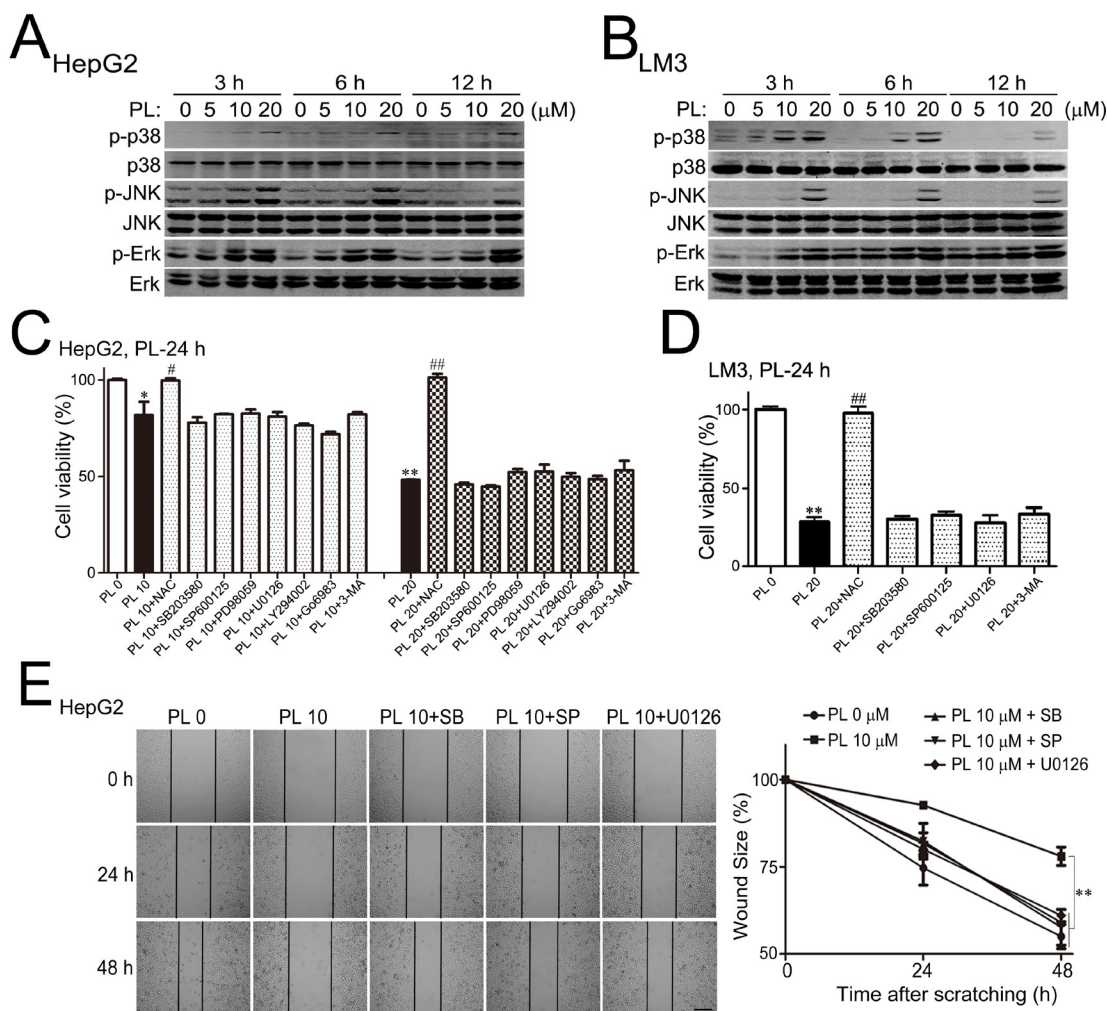 A HepG2
3 h 6 h 12 h
PL: 0 5 10 20 0 5 10 20 0 5 10 20 (μM)
p-p38
p38
p-JNK
JNK
p-Erk
Erk
B LM3
3 h 6 h 12 h
PL: 0 5 10 20 0 5 10 20 0 5 10 20 (μM)
p-p38
p38
p-JNK
JNK
p-Erk
Erk
C HepG2, PL-24 h
Cell viability (%)
100
50
0
*
#
**
##
PL 0
PL 10
PL 10+NAC
PL 10+SB203580
PL 10+SP600125
PL 10+PD98059
PL 10+U0126
PL 10+LY294002
PL 10+Go6983
PL 10+3-MA
PL 20
PL 20+NAC
PL 20+SB203580
PL 20+SP600125
PL 20+PD98059
PL 20+U0126
PL 20+LY294002
PL 20+Go6983
PL 20+3-MA
D
LM3, PL-24 h
Cell viability (%)
100
50
0
**
##
PL 0
PL 20
PL 20+NAC
PL 20+SB203580
PL 20+SP600125
PL 20+U0126
PL 20+3-MA
E HepG2
PL 0 PL 10 PL 10+SB PL 10+SP PL 10+U0126
0 h
24 h
48 h
PL 0 μM
PL 10 μM
PL 10 μM + SB
PL 10 μM + SP
PL 10 μM + U0126
Wound Size (%)
100
75
50
**
0 24 48
Time after scratching (h)